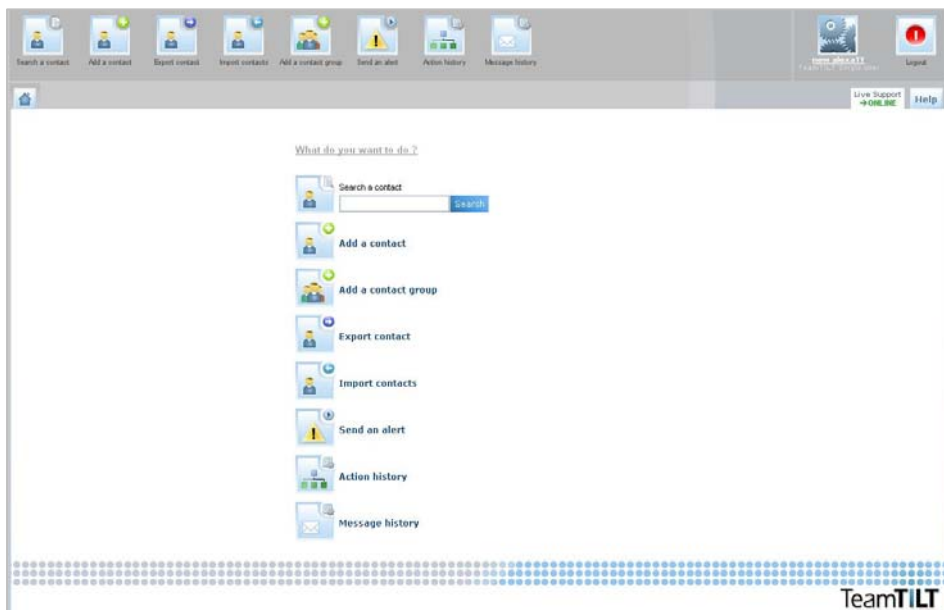 Search a contact
Add a contact
Export contact
Import contacts
Add a contact group
Send an alert
Action history
Message history
Logout
Live Support
ONLINE
Help
What do you want to do ?
Search a contact
Search
Add a contact
Add a contact group
Export contact
Import contacts
Send an alert
Action history
Message history
TeamTILT